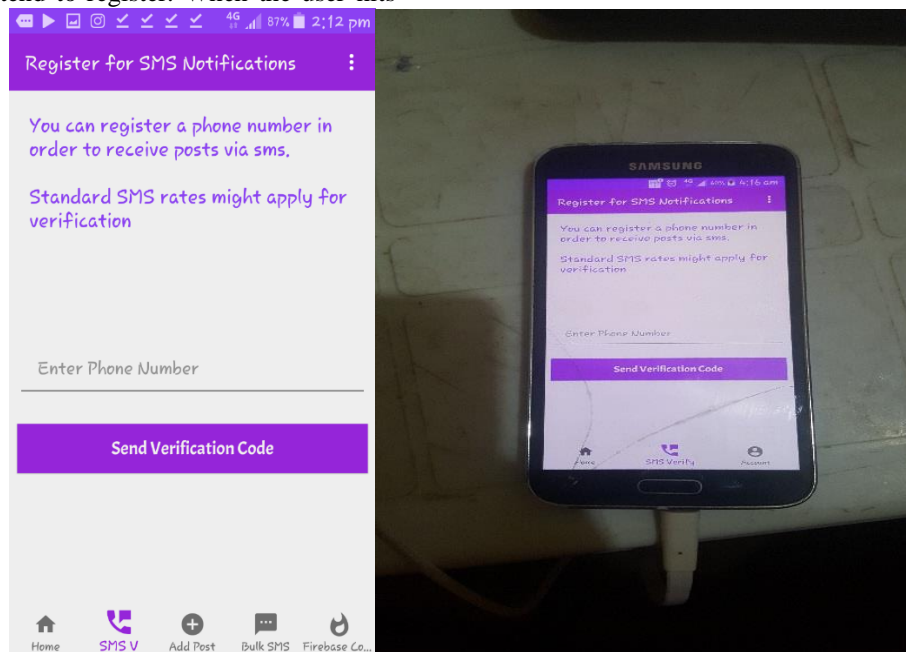 tend to register. When the user hits
4G 87% 2:12 pm
Register for SMS Notifications
You can register a phone number in
order to receive posts via sms.
Standard SMS rates might apply for
verification
Enter Phone Number
Send Verification Code
Home SMS V Add Post Bulk SMS Firebase Co...
SAMSUNG
4G 4:16 am
Register for SMS Notifications
You can register a phone number in
order to receive posts via sms.
Standard SMS rates might apply for
verification
Enter Phone Number
Send Verification Code
Home SMS Verify Account